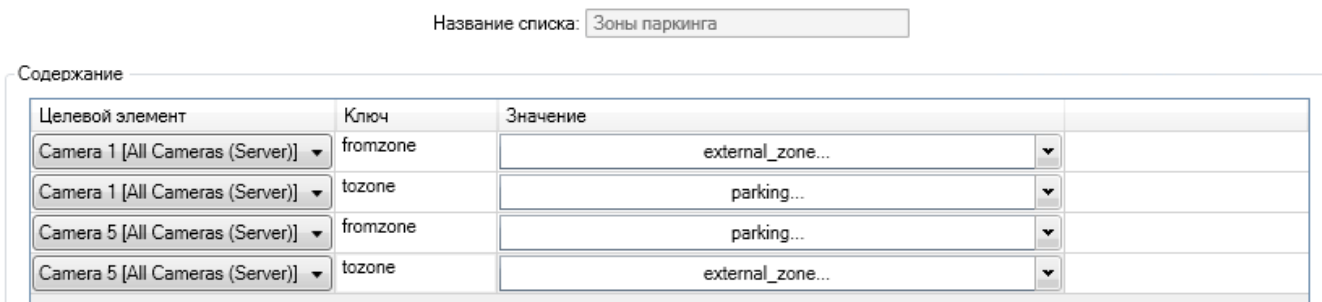 Название списка: Зоны паркинга
Содержание
Целевой элемент Ключ Значение
Camera 1 [All Cameras (Server)] fromzone external_zone...
Camera 1 [All Cameras (Server)] tozone parking...
Camera 5 [All Cameras (Server)] fromzone parking...
Camera 5 [All Cameras (Server)] tozone external_zone...